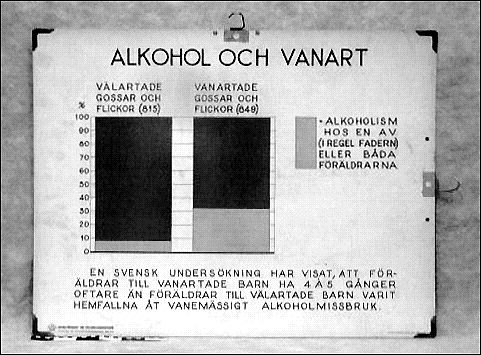 ALKOHOL OCH VANART
VÄLARTADE
GOSSAR OCH
FLICKOR (815)
VANARTADE
GOSSAR OCH
FLICKOR (849)
%
100
90
80
70
60
50
40
30
20
10
0
= ALKOHOLISM
HOS EN AV
(I REGEL FADERN)
ELLER BÅDA
FÖRÄLDRARNA
EN SVENSK UNDERSÖKNING HAR VISAT, ATT FÖR-
ÄLDRAR TILL VANARTADE BARN HA 4 À 5 GÅNGER
OFTARE ÄN FÖRÄLDRAR TILL VÄLARTADE BARN VARIT
HEMFALLNA ÅT VANEMÄSSIGT ALKOHOLMISSBRUK.